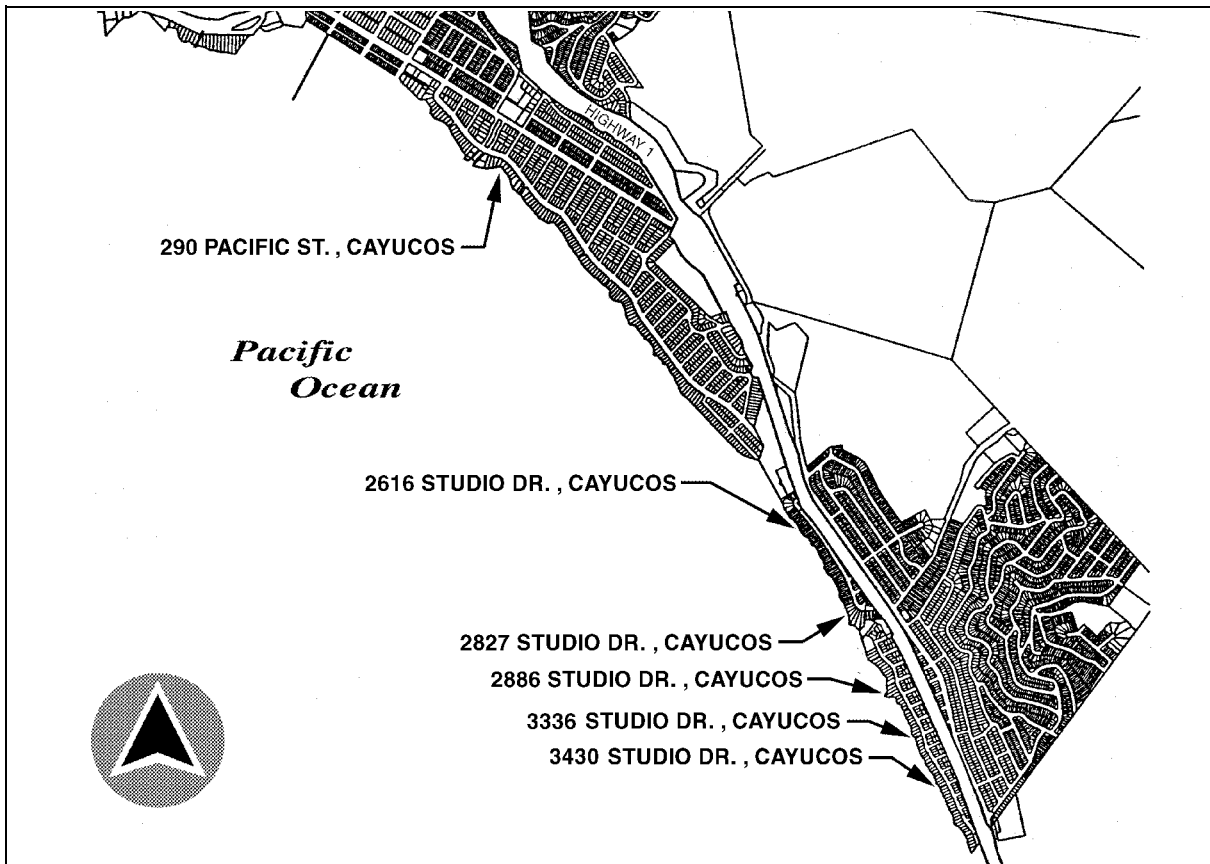 HIGHWAY 1
290 PACIFIC ST. , CAYUCOS
Pacific
Ocean
2616 STUDIO DR. , CAYUCOS
2827 STUDIO DR. , CAYUCOS
2886 STUDIO DR. , CAYUCOS
3336 STUDIO DR. , CAYUCOS
3430 STUDIO DR. , CAYUCOS